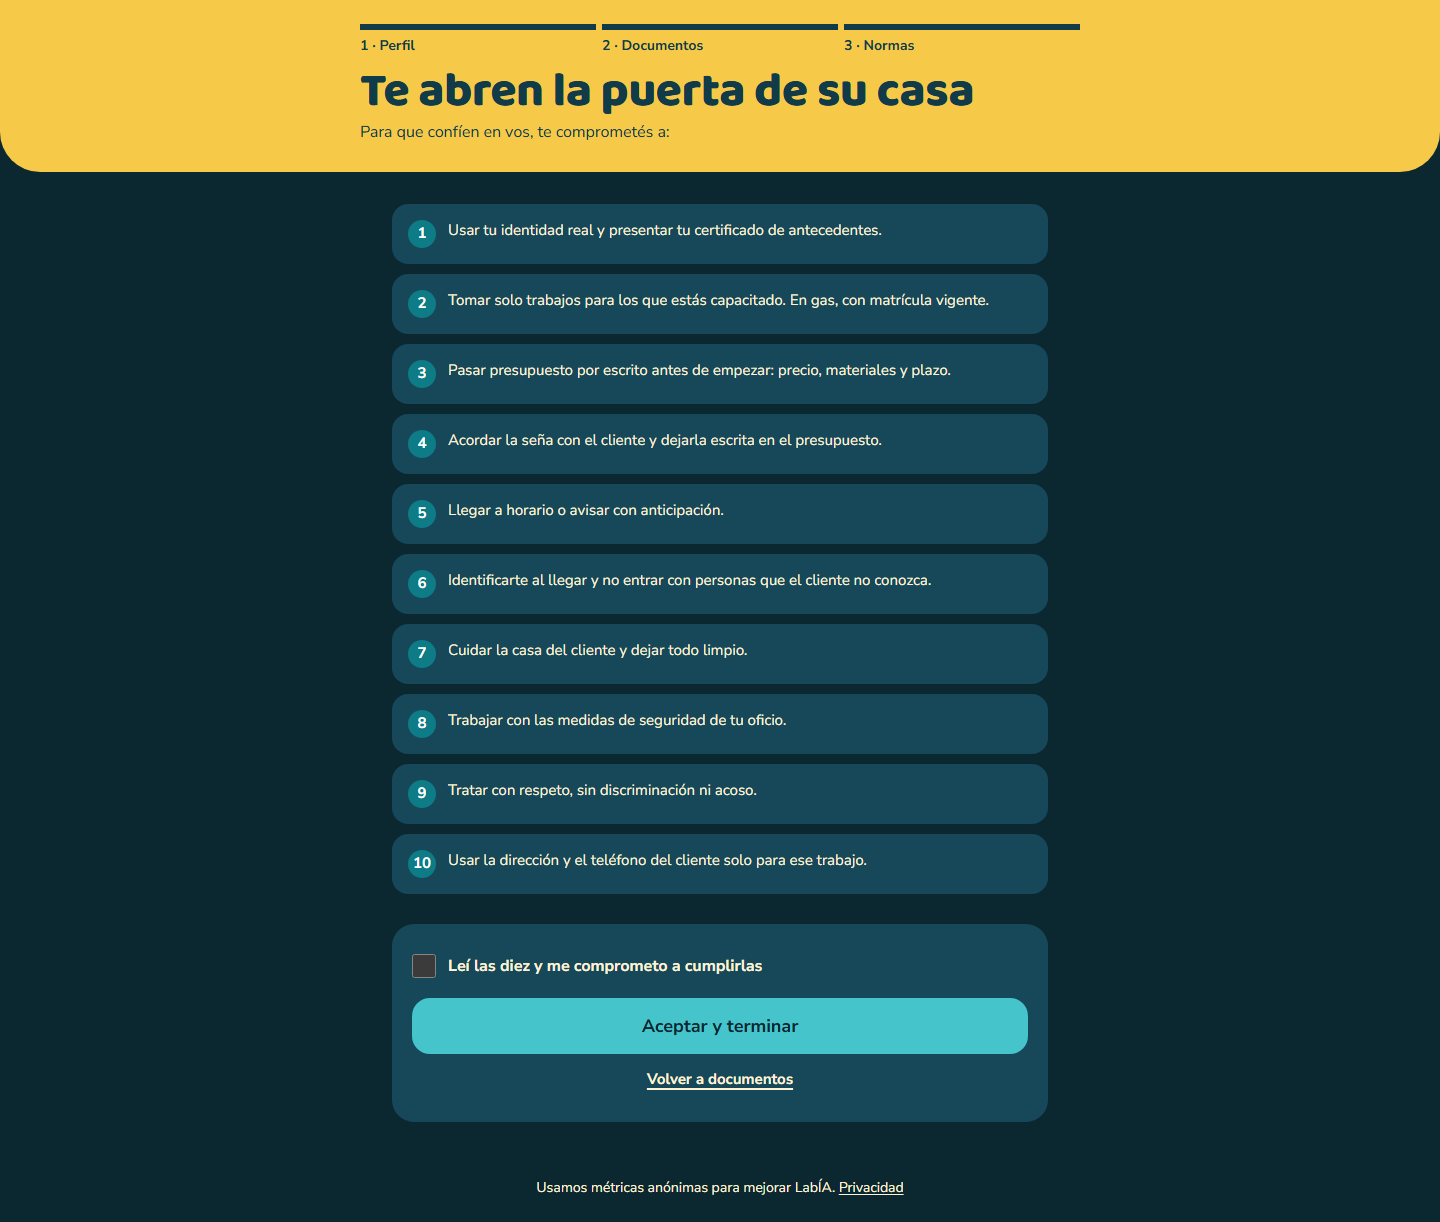 1 · Perfil
2 · Documentos
3 · Normas
Te abren la puerta de su casa
Para que confíen en vos, te comprometés a:
1 Usar tu identidad real y presentar tu certificado de antecedentes.
2 Tomar solo trabajos para los que estás capacitado. En gas, con matrícula vigente.
3 Pasar presupuesto por escrito antes de empezar: precio, materiales y plazo.
4 Acordar la seña con el cliente y dejarla escrita en el presupuesto.
5 Llegar a horario o avisar con anticipación.
6 Identificarte al llegar y no entrar con personas que el cliente no conozca.
7 Cuidar la casa del cliente y dejar todo limpio.
8 Trabajar con las medidas de seguridad de tu oficio.
9 Tratar con respeto, sin discriminación ni acoso.
10 Usar la dirección y el teléfono del cliente solo para ese trabajo.
Leí las diez y me comprometo a cumplirlas
Aceptar y terminar
Volver a documentos
Usamos métricas anónimas para mejorar LabÍA. Privacidad